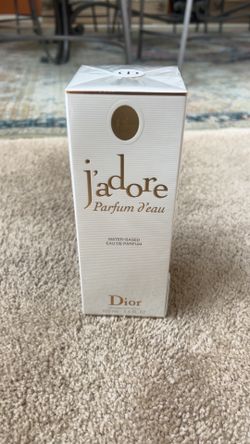 j'adore
Parfum d'eau
WATER-BASED
EAU DE PARFUM
Dior